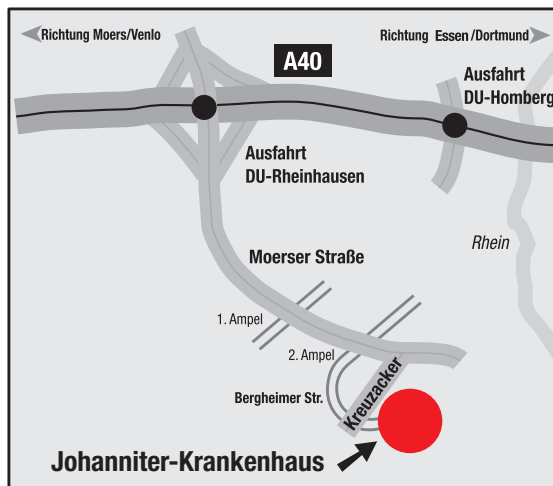 Richtung Moers/Venlo
Richtung Essen/Dortmund
A40
Ausfahrt
DU-Homberg
Ausfahrt
DU-Rheinhausen
Rhein
Moerser Straße
1. Ampel
2. Ampel
Bergheimer Str.
Kreuzacker
Johanniter-Krankenhaus